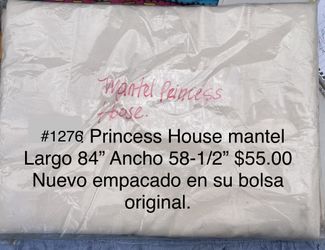 Mantel Princess
House.
#1276 Princess House mantel
Largo 84” Ancho 58-1/2” $55.00
Nuevo empacado en su bolsa
original.